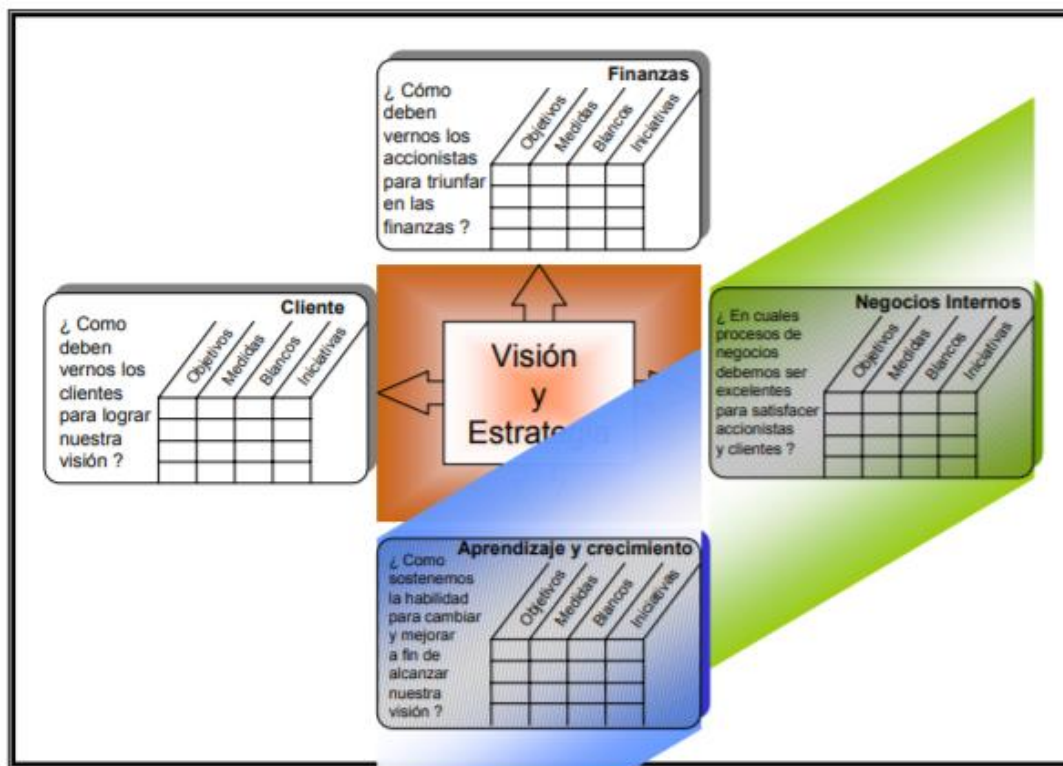 Finanzas
¿ Cómo
deben
vernos los
accionistas
para triunfar
en las
finanzas ?
Objetivos
Medidas
Blancos
Iniciativas
Cliente
¿ Como
deben
vernos los
clientes
para lograr
nuestra
visión ?
Objetivos
Medidas
Blancos
Iniciativas
Visión
y
Estrategia
Negocios Internos
¿ En cuales
procesos de
negocios
debemos ser
excelentes
para satisfacer
accionistas
y clientes ?
Objetivos
Medidas
Blancos
Iniciativas
Aprendizaje y crecimiento
¿ Como
sostenemos
la habilidad
para cambiar
y mejorar
a fin de
alcanzar
nuestra
visión ?
Objetivos
Medidas
Blancos
Iniciativas